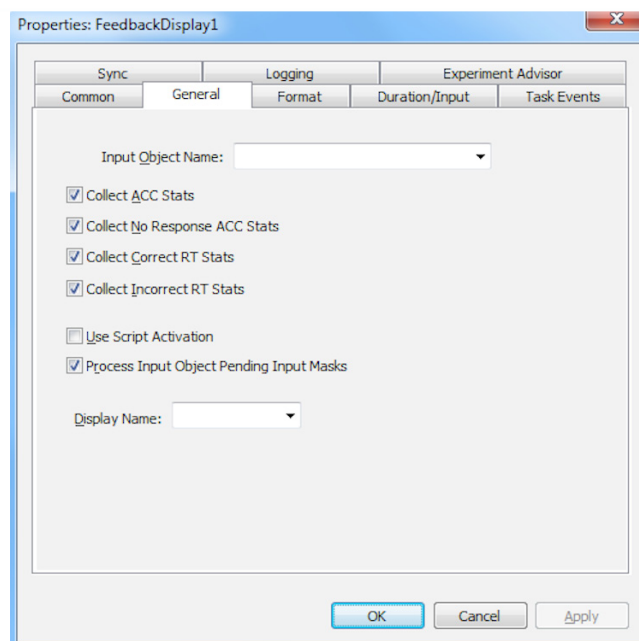 Properties: FeedbackDisplay1
Sync Logging Experiment Advisor
Common General Format Duration/Input Task Events
Input Object Name:
Collect ACC Stats
Collect No Response ACC Stats
Collect Correct RT Stats
Collect Incorrect RT Stats
Use Script Activation
Process Input Object Pending Input Masks
Display Name:
OK Cancel Apply